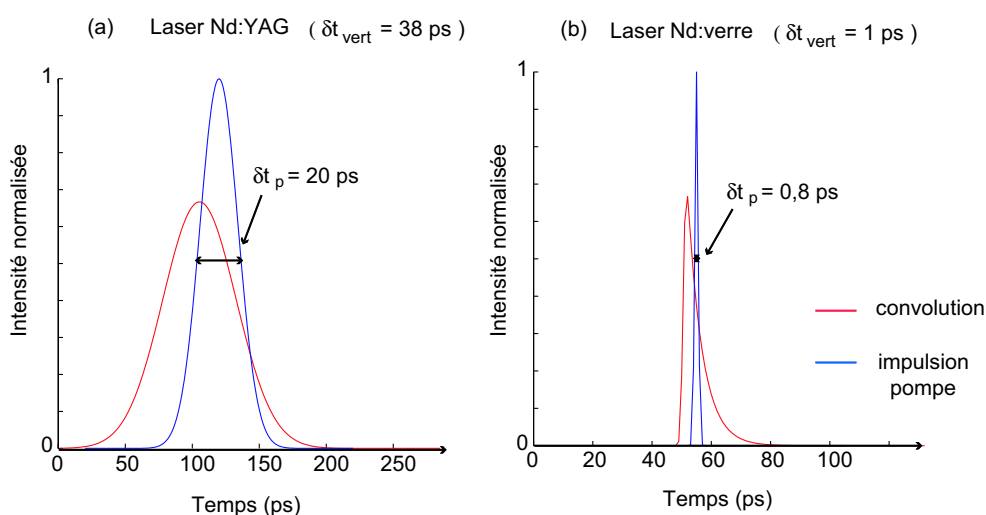 (a) Laser Nd:YAG ( δt vert = 38 ps )
Intensité normalisée
1
0
δt p = 20 ps
0 50 100 150 200 250
Temps (ps)
(b) Laser Nd:verre ( δt vert = 1 ps )
Intensité normalisée
1
0
δt p = 0,8 ps
0 20 40 60 80 100
Temps (ps)
convolution
impulsion
pompe